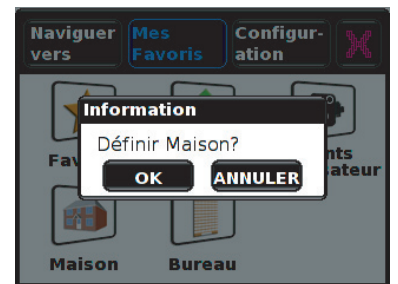 Naviguer
vers
Mes
Favoris
Configur-
ation
Information
Définir Maison?
OK
ANNULER
Maison
Bureau